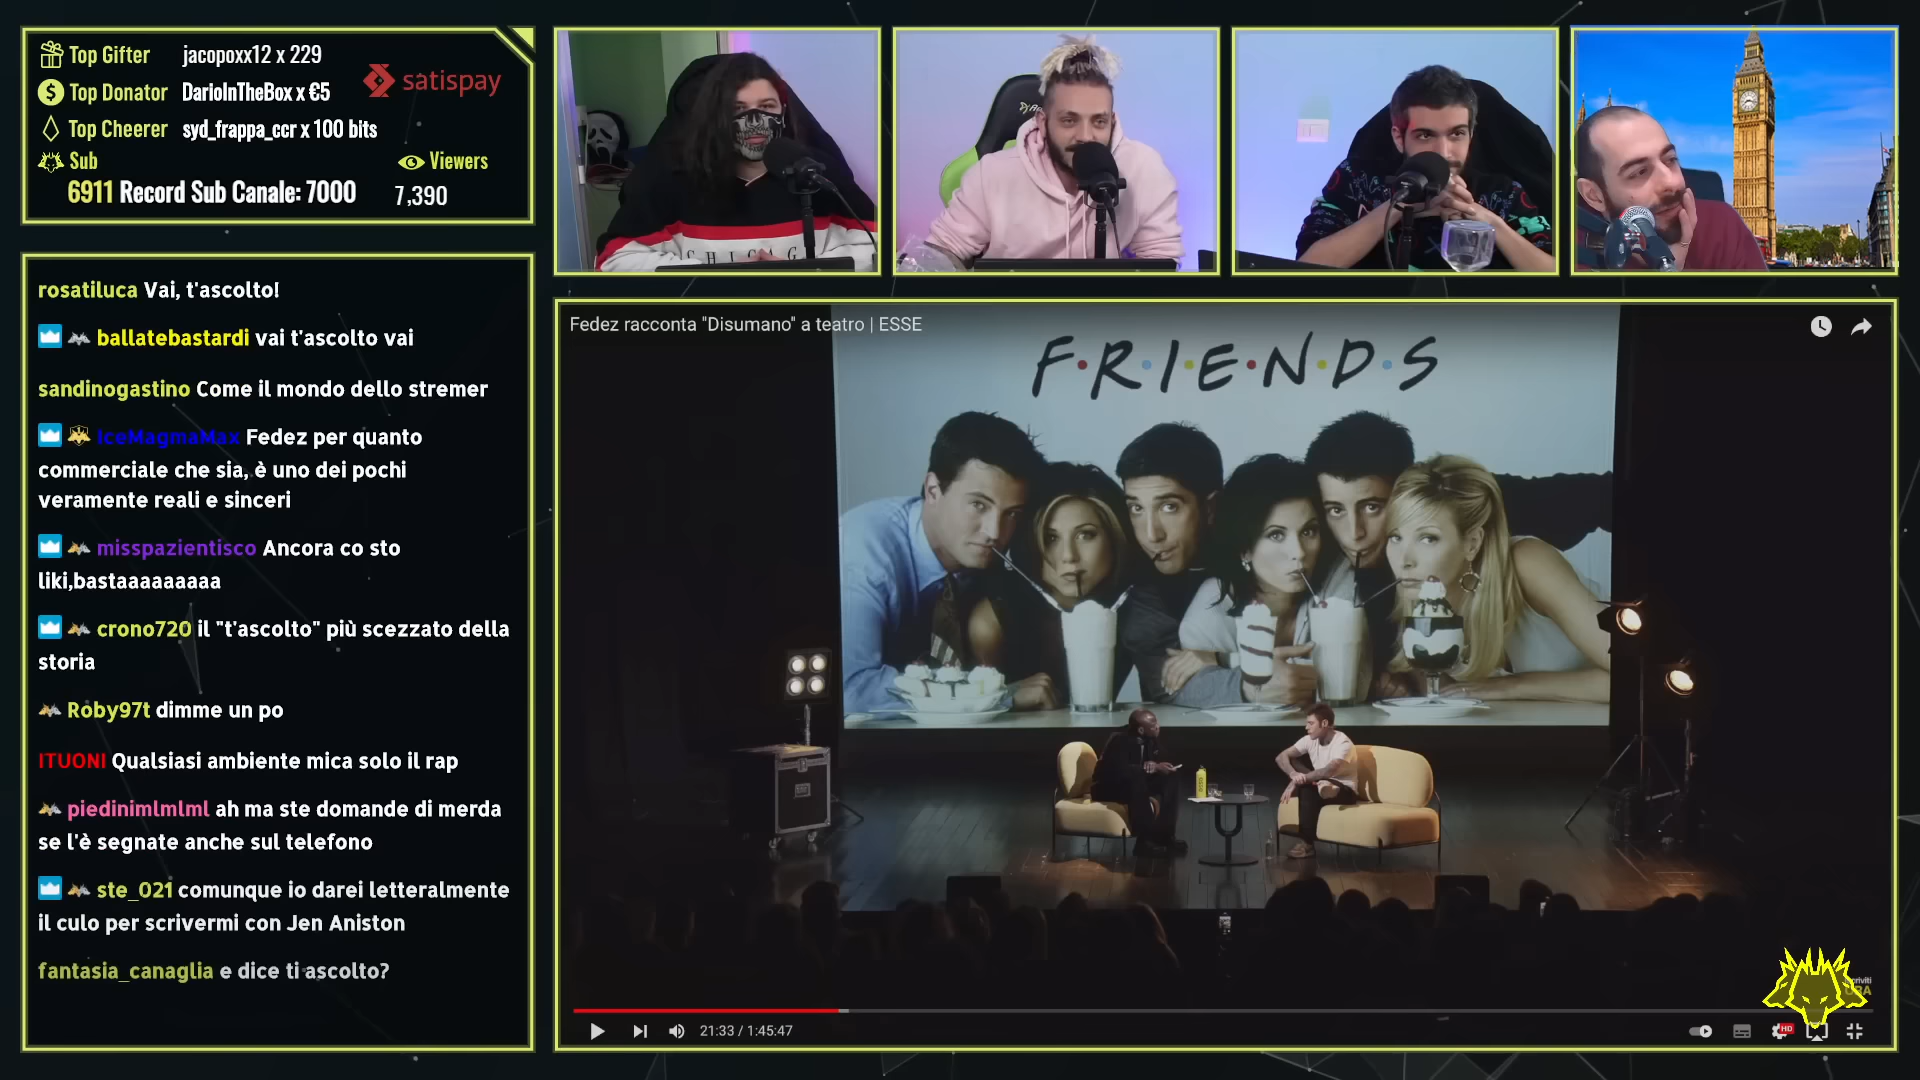 Top Gifter jacopoxx12 x 229
Top Donator DarioInTheBox x €5
satispay
Top Cheerer syd_frappa_ccr x 100 bits
Sub
Viewers
6911 Record Sub Canale: 7000
7,390
rosatiluca Vai, t'ascolto!
ballatebastardi vai t'ascolto vai
sandinogastino Come il mondo dello stremer
IceMagmaMax Fedez per quanto
commerciale che sia, è uno dei pochi
veramente reali e sinceri
misspazientisco Ancora co sto
liki,bastaaaaaaaaa
crono720 il "t'ascolto" più scezzato della
storia
Roby97t dimme un po
ITUONI Qualsiasi ambiente mica solo il rap
piedinimlmlml ah ma ste domande di merda
se l'è segnate anche sul telefono
ste_021 comunque io darei letteralmente
il culo per scrivermi con Jen Aniston
fantasia_canaglia e dice ti ascolto?
Fedez racconta "Disumano" a teatro | ESSE
F·R·I·E·N·D·S
21:33 / 1:45:47
HD